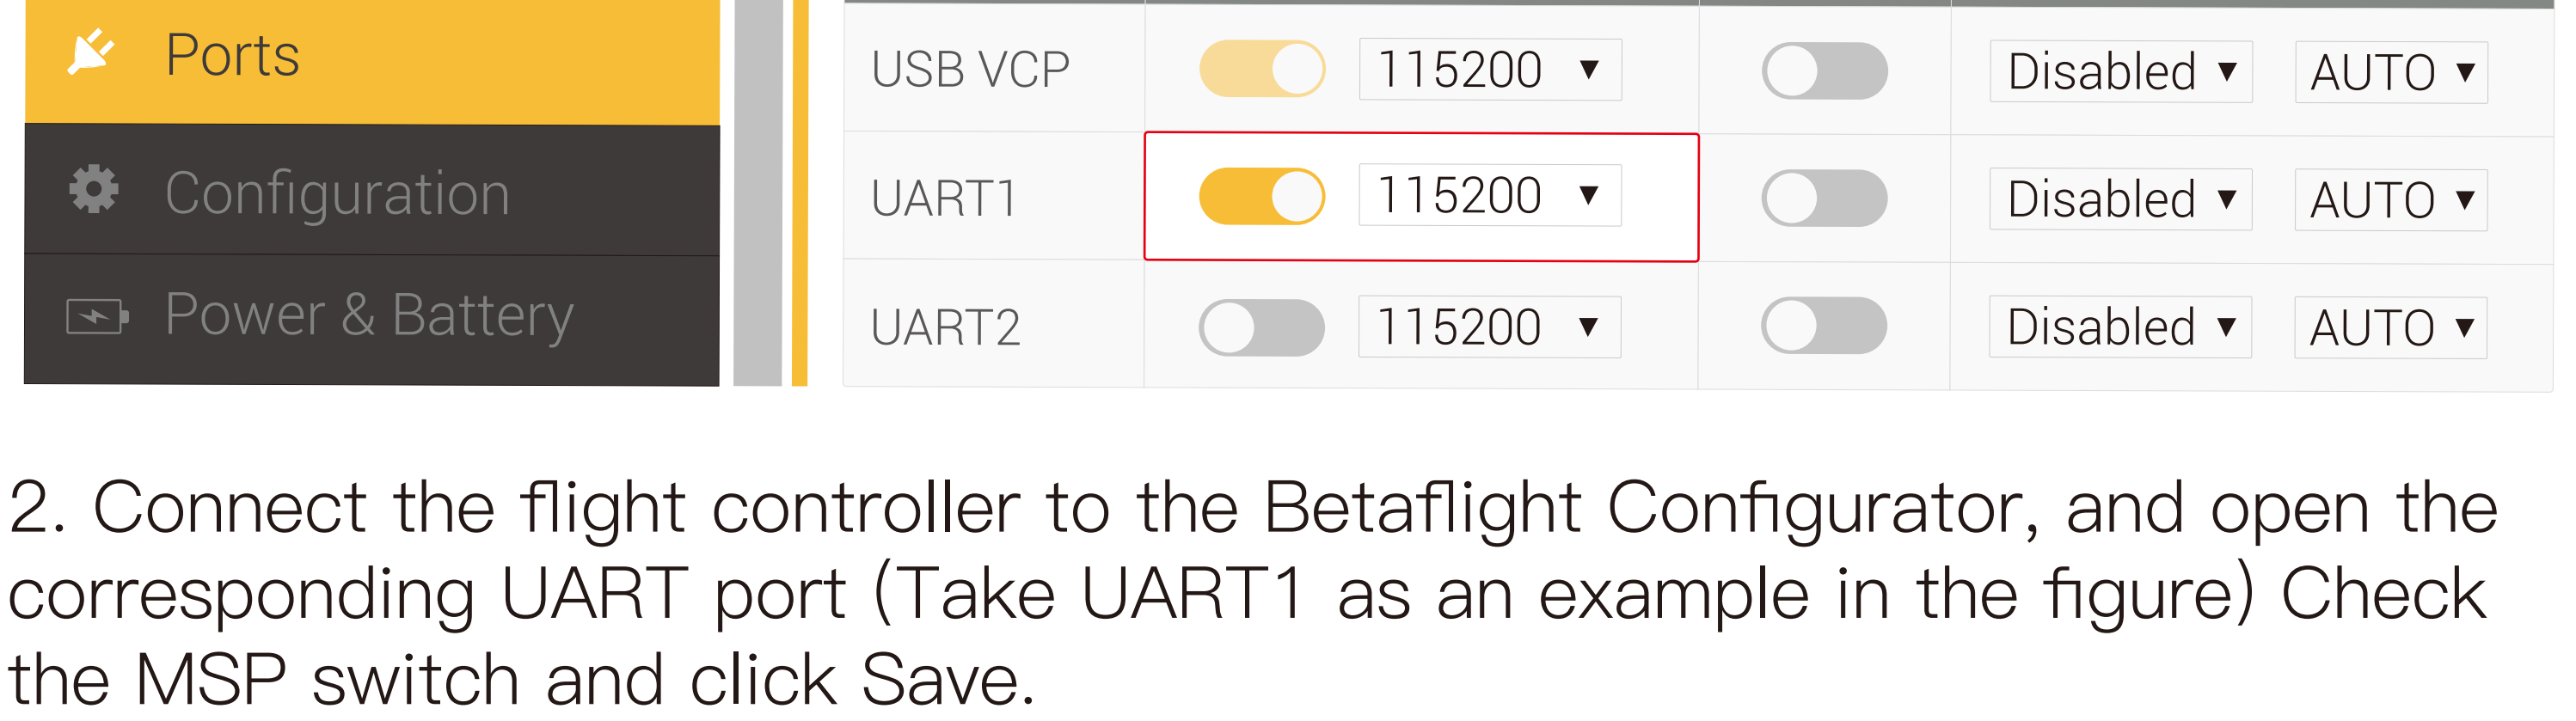 Ports
Configuration
Power & Battery
USB VCP 115200 ▼ Disabled ▼ AUTO ▼
UART1 115200 ▼ Disabled ▼ AUTO ▼
UART2 115200 ▼ Disabled ▼ AUTO ▼
2. Connect the flight controller to the Betaflight Configurator, and open the
corresponding UART port (Take UART1 as an example in the figure) Check
the MSP switch and click Save.